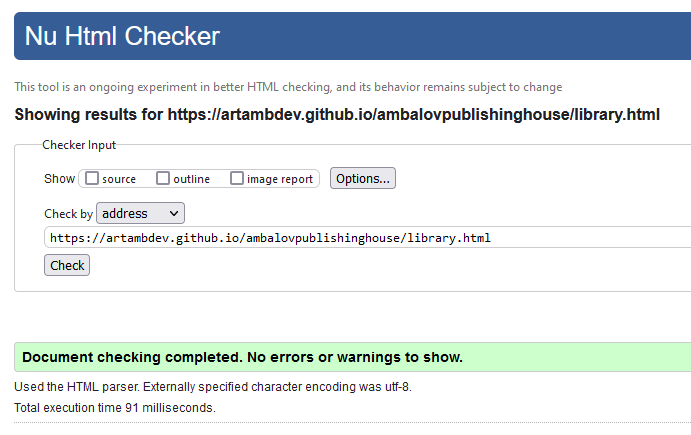 Nu Html Checker
This tool is an ongoing experiment in better HTML checking, and its behavior remains subject to change
Showing results for https://artambdev.github.io/ambalovpublishinghouse/library.html
Checker Input
Show source outline image report Options...
Check by address
https://artambdev.github.io/ambalovpublishinghouse/library.html
Check
Document checking completed. No errors or warnings to show.
Used the HTML parser. Externally specified character encoding was utf-8.
Total execution time 91 milliseconds.